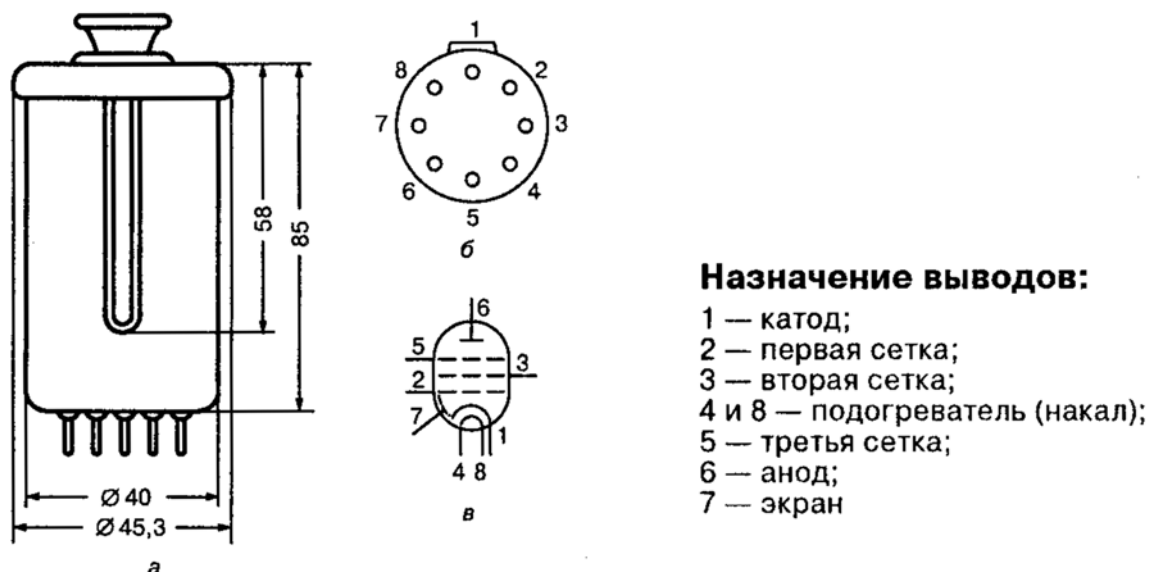 58
85
Ø 40
Ø 45,3
а
1
8
2
7
3
6
4
5
б
6
5
3
2
7
1
4 8
в
Назначение выводов:
1 — катод;
2 — первая сетка;
3 — вторая сетка;
4 и 8 — подогреватель (накал);
5 — третья сетка;
6 — анод;
7 — экран